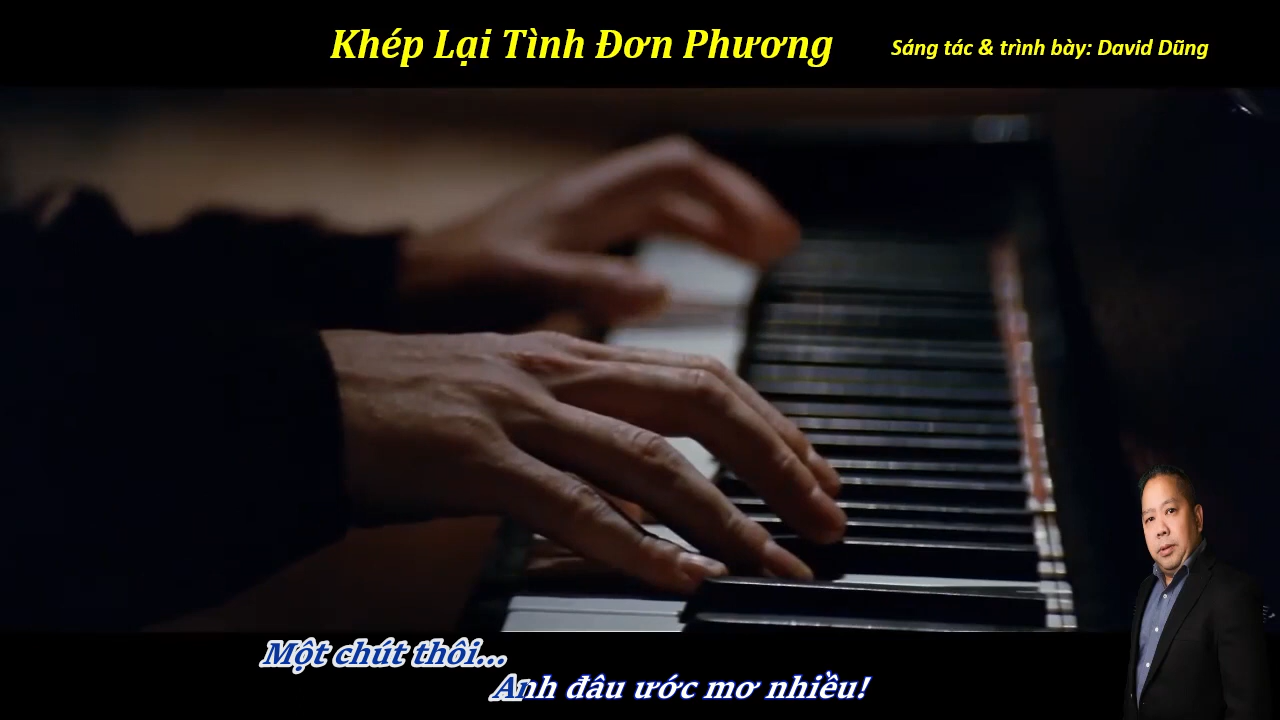 Khép Lại Tình Đơn Phương
Sáng tác & trình bày: David Dũng
Một chút thôi...
Anh đâu ước mơ nhiều!